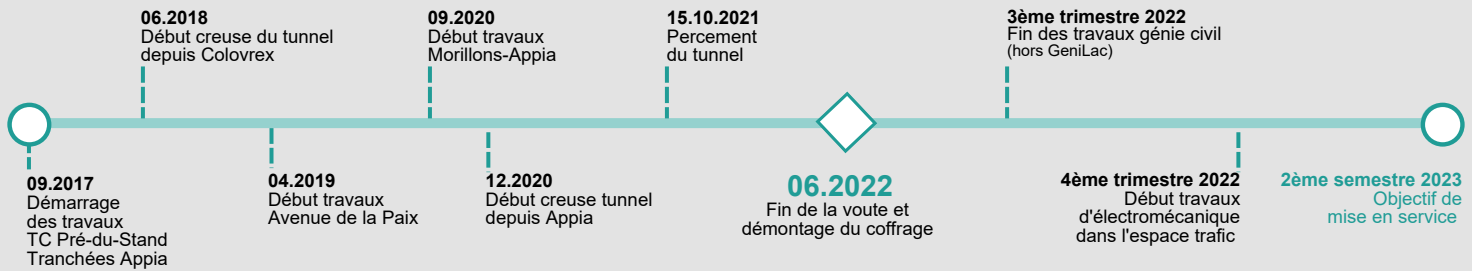 06.2018
Début creuse du tunnel
depuis Colovrex
09.2020
Début travaux
Morillons-Appia
15.10.2021
Percement
du tunnel
3ème trimestre 2022
Fin des travaux génie civil
(hors GeniLac)
09.2017
Démarrage
des travaux
TC Pré-du-Stand
Tranchées Appia
04.2019
Début travaux
Avenue de la Paix
12.2020
Début creuse tunnel
depuis Appia
06.2022
Fin de la voute et
démontage du coffrage
4ème trimestre 2022
Début travaux
d'électromécanique
dans l'espace trafic
2ème semestre 2023
Objectif de
mise en service